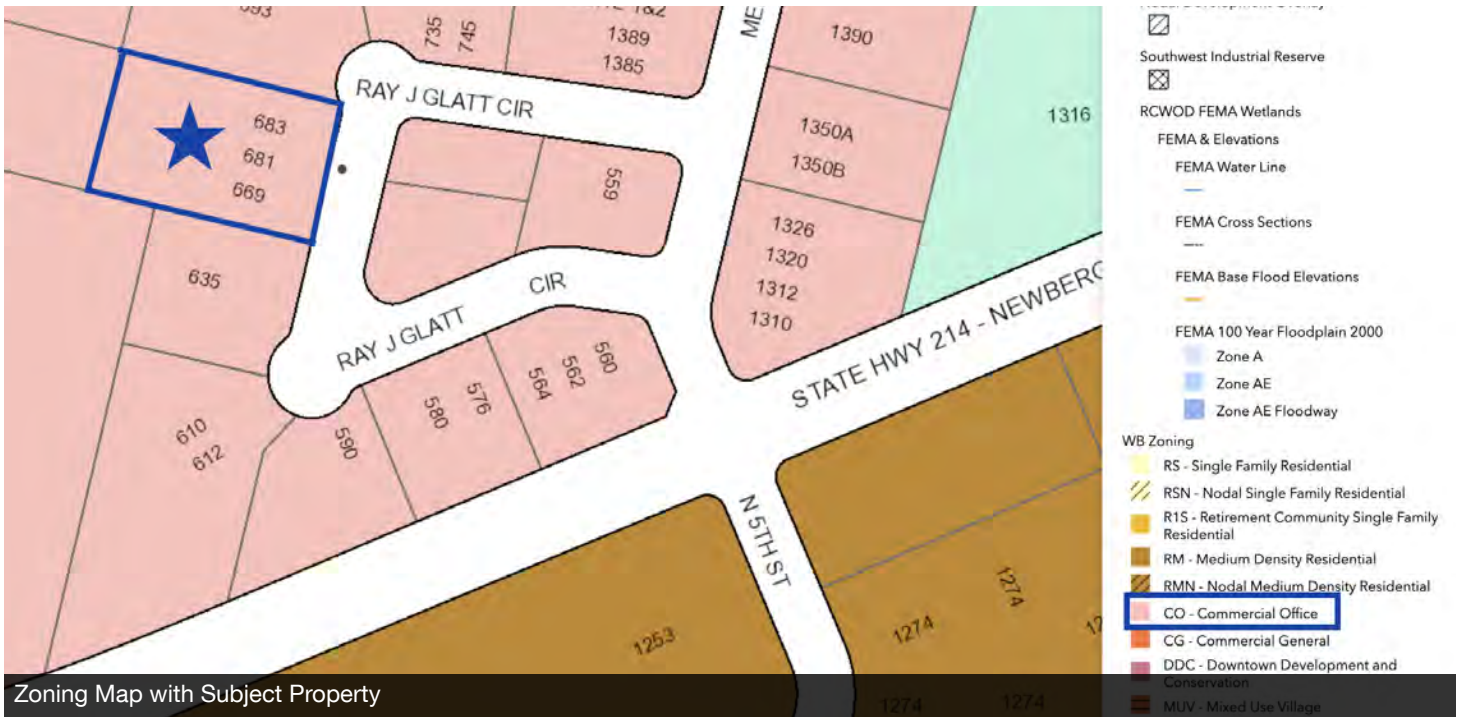 693
735
745
1&2
1389
1385
ME
1390
RAY J GLATT CIR
683
681
669
1350A
1350B
1316
559
1326
1320
1312
1310
635
CIR
RAY J GLATT
STATE HWY 214 - NEWBERG
560
562
564
576
580
590
610
612
N 5TH ST
1253
1274
1274
12
1274
1274
Southwest Industrial Reserve
RCWOD FEMA Wetlands
FEMA & Elevations
FEMA Water Line
FEMA Cross Sections
FEMA Base Flood Elevations
FEMA 100 Year Floodplain 2000
Zone A
Zone AE
Zone AE Floodway
WB Zoning
RS - Single Family Residential
RSN - Nodal Single Family Residential
R1S - Retirement Community Single Family
Residential
RM - Medium Density Residential
RMN - Nodal Medium Density Residential
CO - Commercial Office
CG - Commercial General
DDC - Downtown Development and
Conservation
MUV - Mixed Use Village
Zoning Map with Subject Property